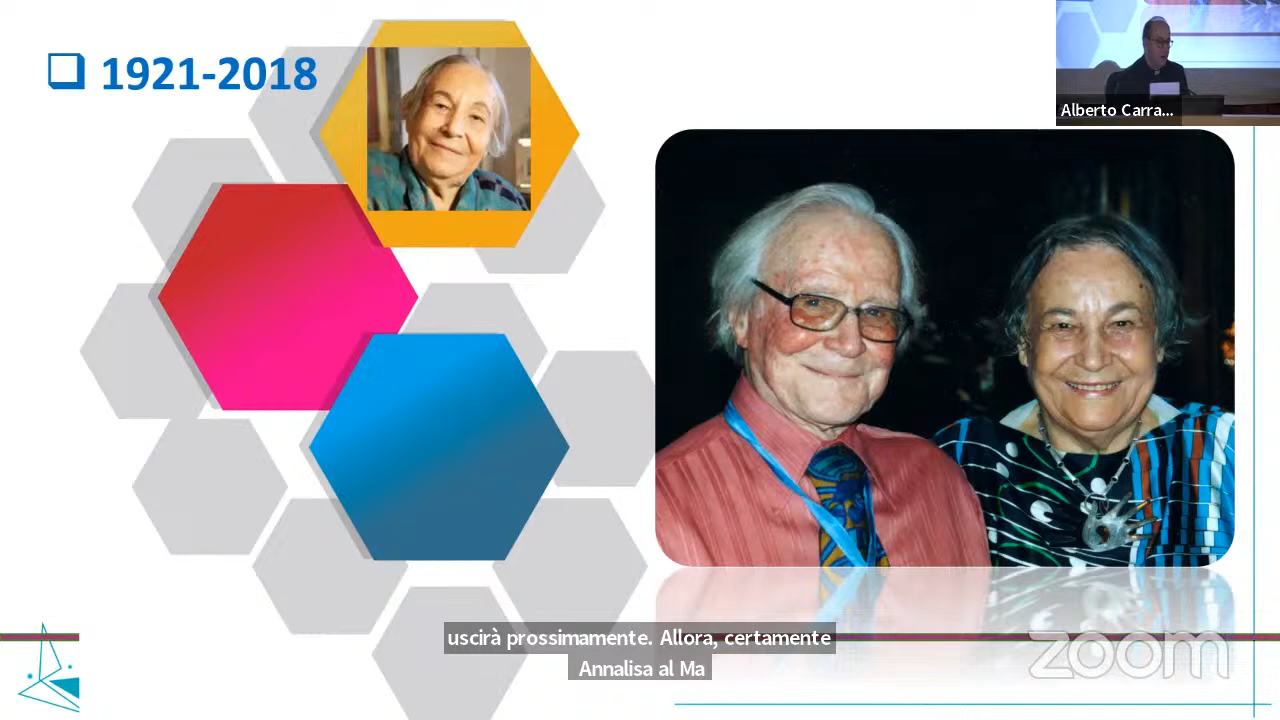 1921-2018
Alberto Carra...
uscirà prossimamente. Allora, certamente
Annalisa al Ma
zoom